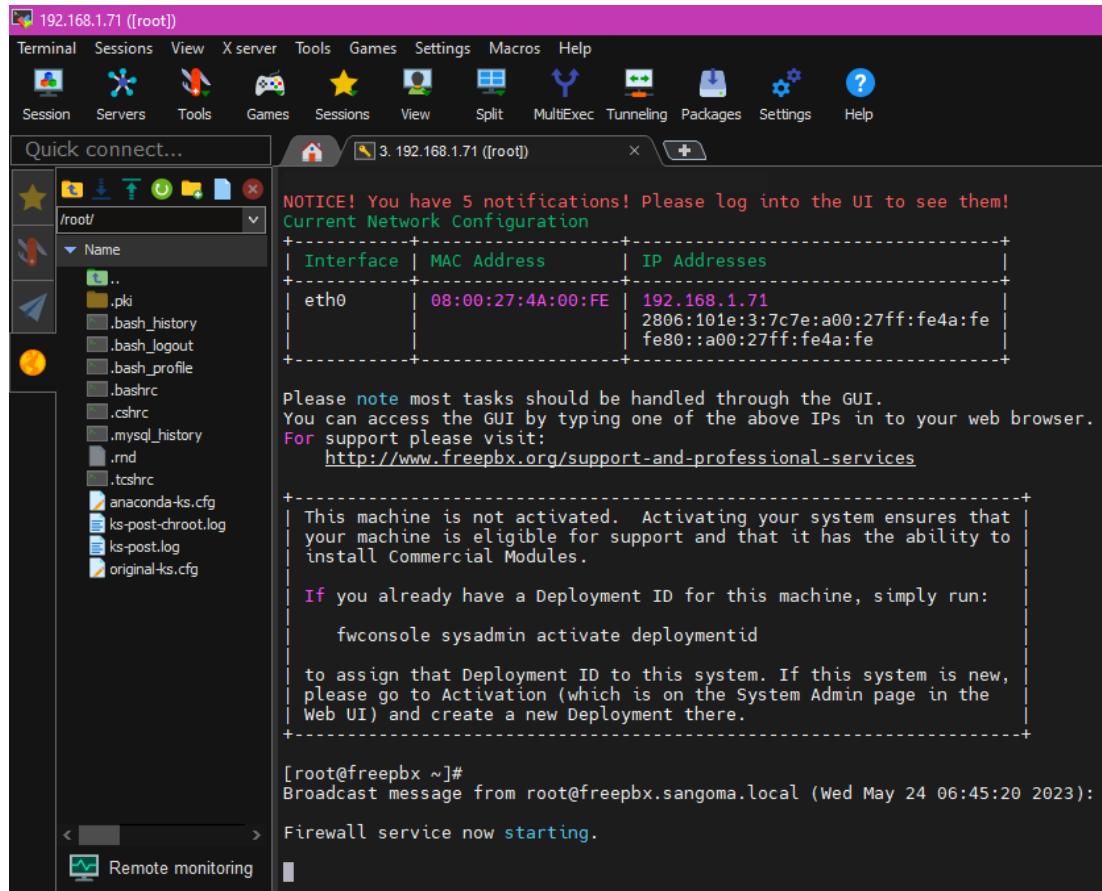 192.168.1.71 ([root])
Terminal Sessions View X server Tools Games Settings Macros Help
Session Servers Tools Games Sessions View Split MultiExec Tunneling Packages Settings Help
Quick connect...
3. 192.168.1.71 ([root])
/root/
Name
..
.pki
.bash_history
.bash_logout
.bash_profile
.bashrc
.cshrc
.mysql_history
.rnd
.tcshrc
anaconda-ks.cfg
ks-post-chroot.log
ks-post.log
original-ks.cfg
Remote monitoring
NOTICE! You have 5 notifications! Please log into the UI to see them!
Current Network Configuration
+-----------+-------------------+-----------------------------------+
| Interface | MAC Address       | IP Addresses                      |
+-----------+-------------------+-----------------------------------+
| eth0      | 08:00:27:4A:00:FE | 192.168.1.71                      |
|           |                   | 2806:101e:3:7c7e:a00:27ff:fe4a:fe |
|           |                   | fe80::a00:27ff:fe4a:fe            |
+-----------+-------------------+-----------------------------------+
Please note most tasks should be handled through the GUI.
You can access the GUI by typing one of the above IPs in to your web browser.
For support please visit:
http://www.freepbx.org/support-and-professional-services
+---------------------------------------------------------------------+
| This machine is not activated.  Activating your system ensures that |
| your machine is eligible for support and that it has the ability to |
| install Commercial Modules.                                         |
|                                                                     |
| If you already have a Deployment ID for this machine, simply run:   |
|                                                                     |
|    fwconsole sysadmin activate deploymentid                         |
|                                                                     |
| to assign that Deployment ID to this system. If this system is new, |
| please go to Activation (which is on the System Admin page in the   |
| Web UI) and create a new Deployment there.                          |
+---------------------------------------------------------------------+
[root@freepbx ~]#
Broadcast message from root@freepbx.sangoma.local (Wed May 24 06:45:20 2023):
Firewall service now starting.